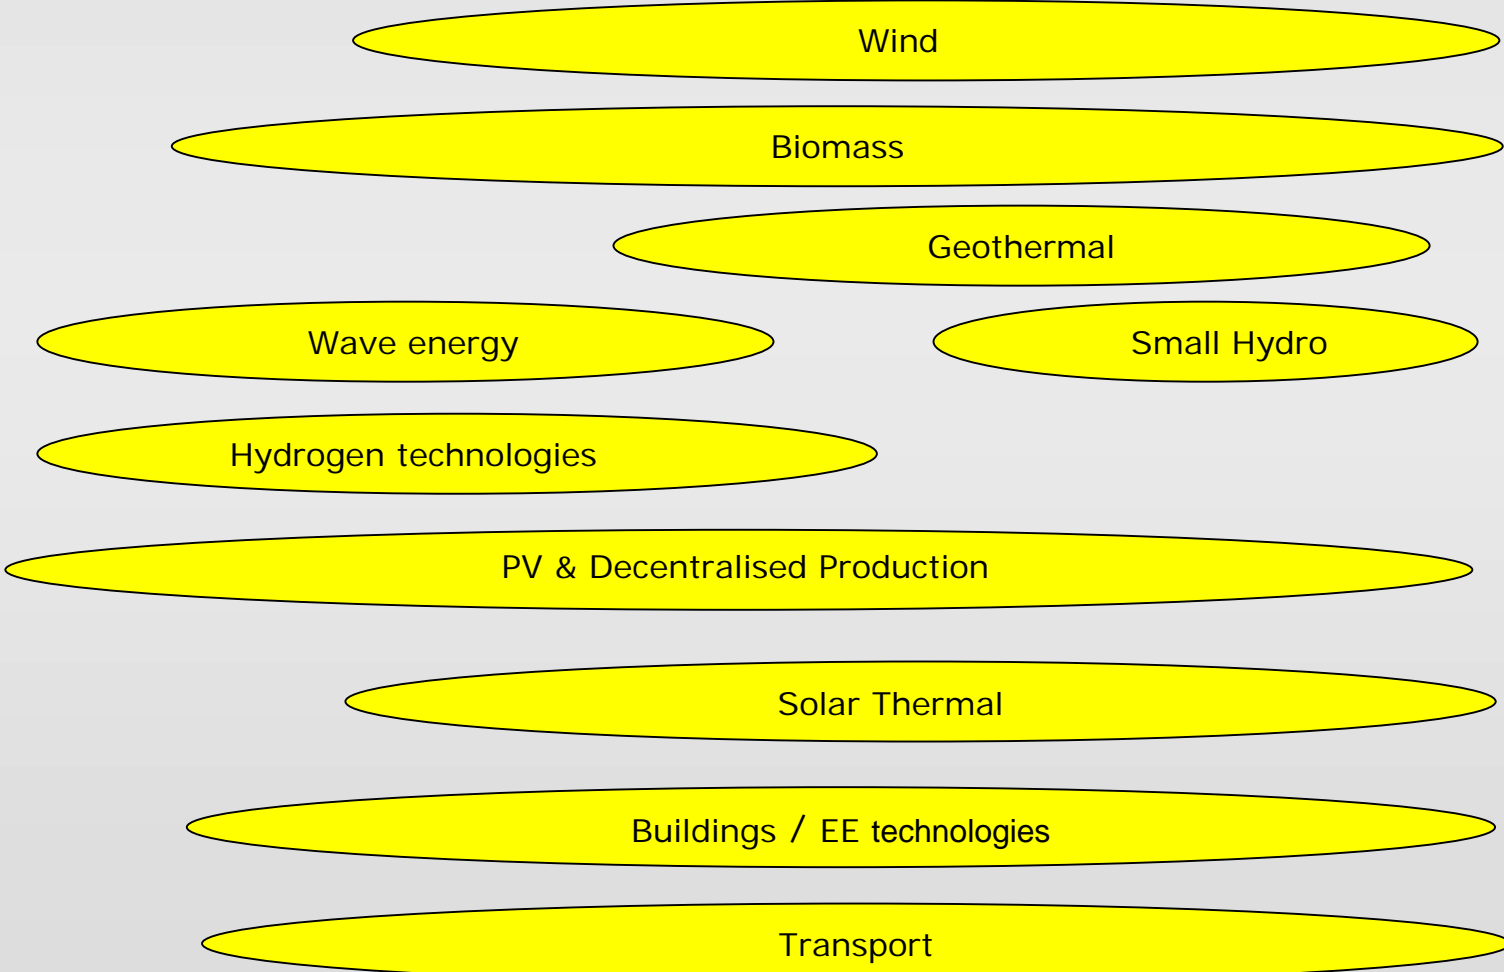 Wind
Biomass
Geothermal
Wave energy
Small Hydro
Hydrogen technologies
PV & Decentralised Production
Solar Thermal
Buildings / EE technologies
Transport